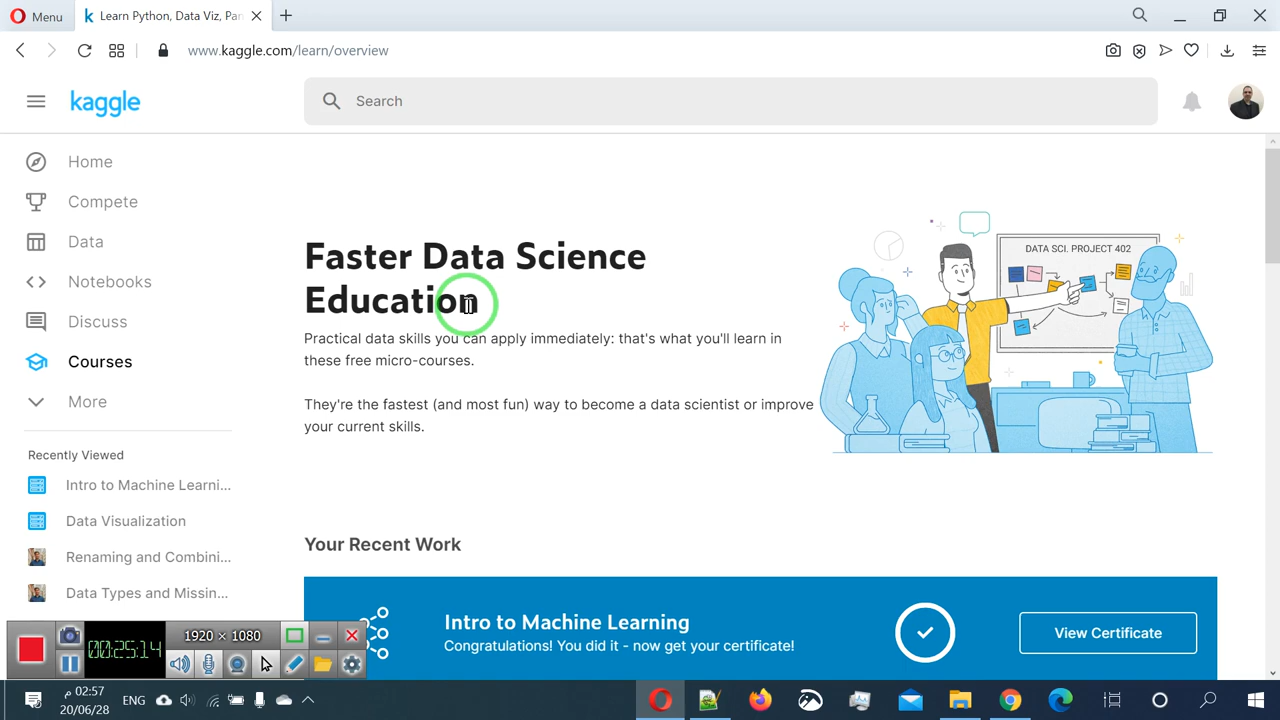 Menu
Learn Python, Data Viz, Pan
www.kaggle.com/learn/overview
kaggle
Search
Home
Compete
Data
Notebooks
Discuss
Courses
More
Recently Viewed
Intro to Machine Learni...
Data Visualization
Renaming and Combini...
Data Types and Missin...
Faster Data Science
Education
Practical data skills you can apply immediately: that's what you'll learn in
these free micro-courses.
They're the fastest (and most fun) way to become a data scientist or improve
your current skills.
DATA SCI. PROJECT 402
Your Recent Work
Intro to Machine Learning
Congratulations! You did it - now get your certificate!
View Certificate
00:25:14
1920 × 1080
02:57 م
20/06/28
ENG